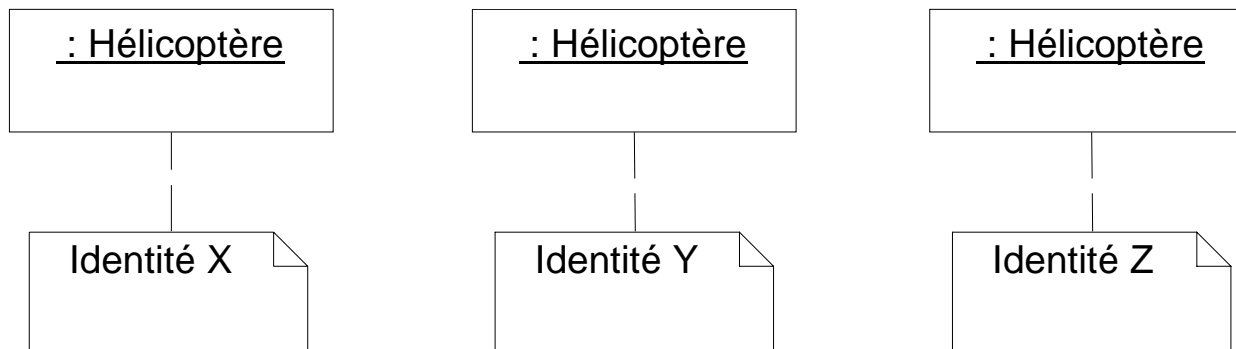 : Hélicoptère
: Hélicoptère
: Hélicoptère
Identité X
Identité Y
Identité Z